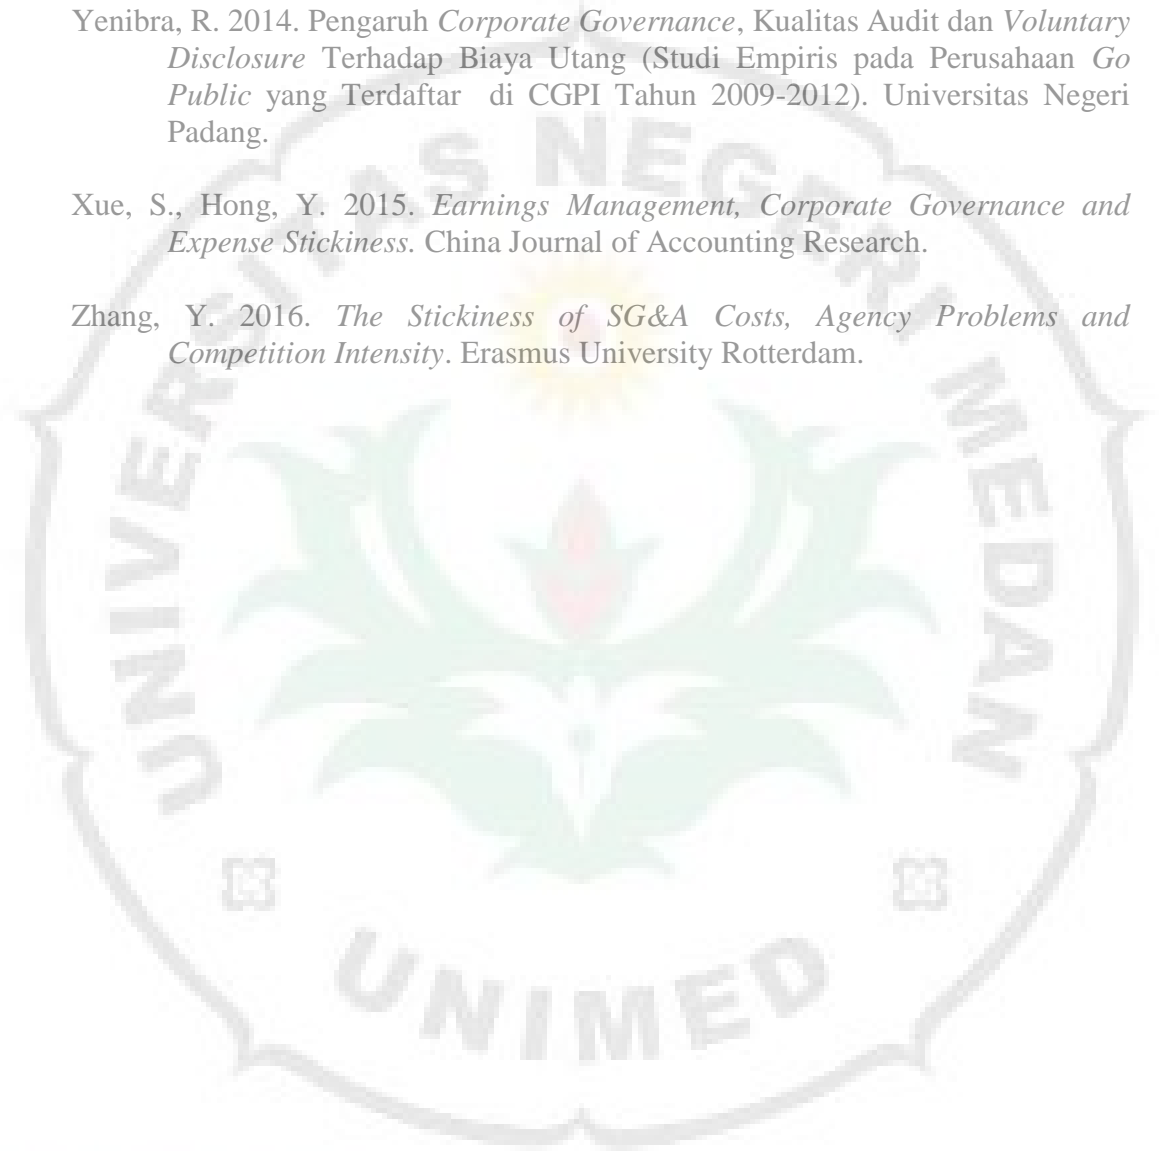 Yenibra, R. 2014. Pengaruh Corporate Governance, Kualitas Audit dan Voluntary
Disclosure Terhadap Biaya Utang (Studi Empiris pada Perusahaan Go
Public yang Terdaftar di CGPI Tahun 2009-2012). Universitas Negeri
Padang.
Xue, S., Hong, Y. 2015. Earnings Management, Corporate Governance and
Expense Stickiness. China Journal of Accounting Research.
Zhang, Y. 2016. The Stickiness of SG&A Costs, Agency Problems and
Competition Intensity. Erasmus University Rotterdam.
UNIVERSITAS NEGERI MEDAN
UNIMED